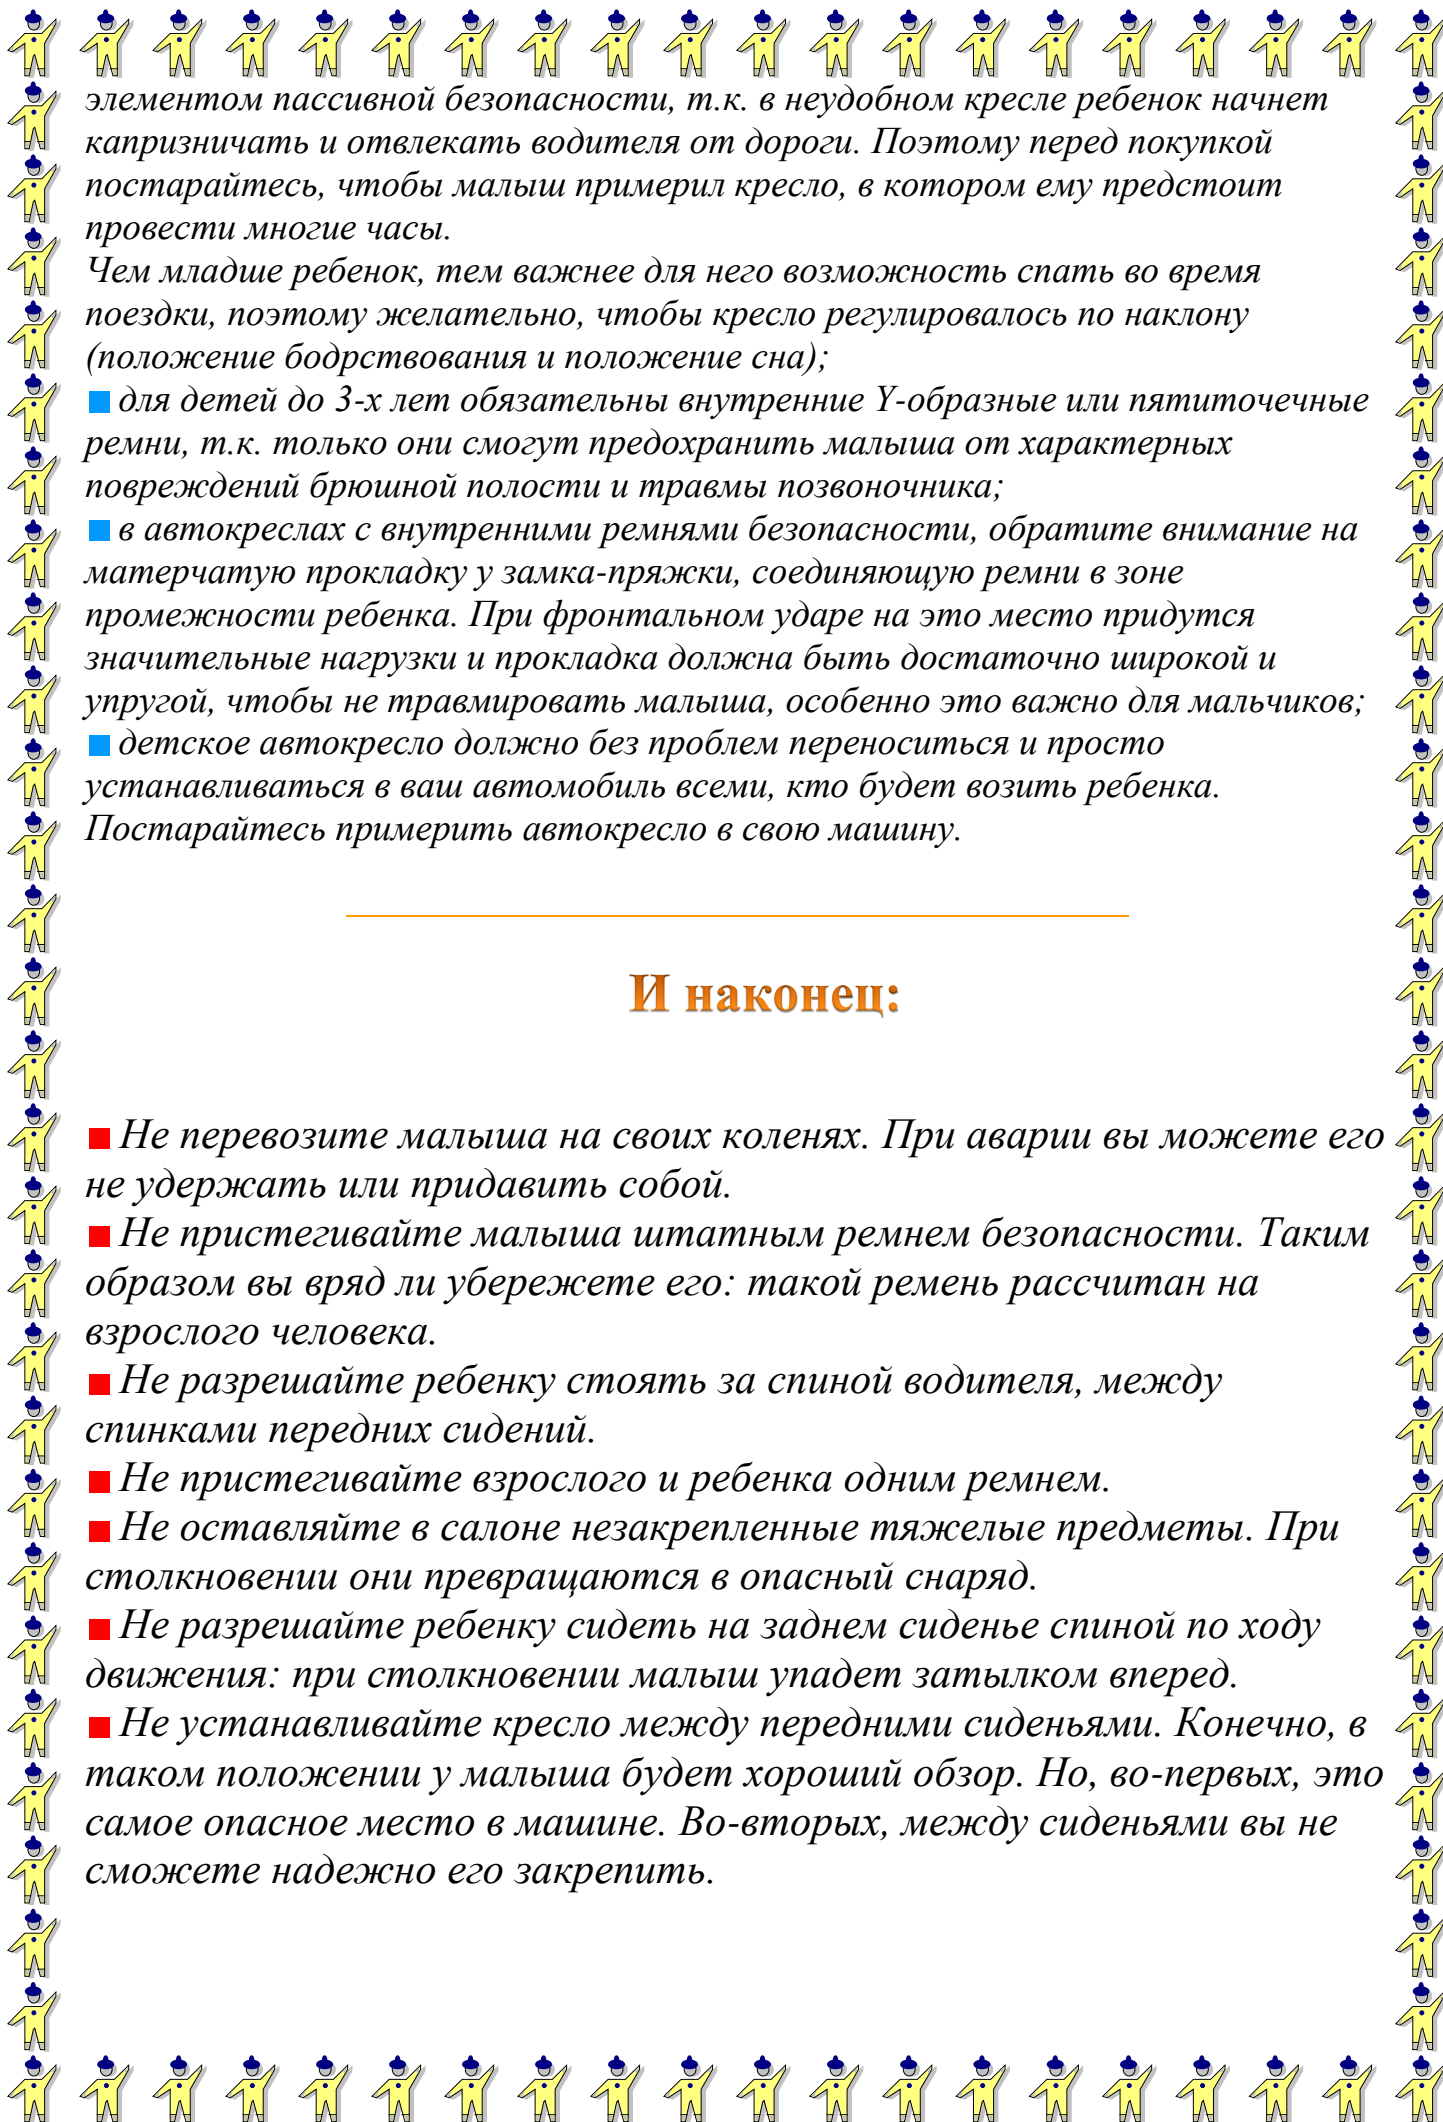 элементом пассивной безопасности, т.к. в неудобном кресле ребенок начнет
капризничать и отвлекать водителя от дороги. Поэтому перед покупкой
постарайтесь, чтобы малыш примерил кресло, в котором ему предстоит
провести многие часы.
Чем младше ребенок, тем важнее для него возможность спать во время
поездки, поэтому желательно, чтобы кресло регулировалось по наклону
(положение бодрствования и положение сна);
для детей до 3-х лет обязательны внутренние Y-образные или пятиточечные
ремни, т.к. только они смогут предохранить малыша от характерных
повреждений брюшной полости и травмы позвоночника;
в автокреслах с внутренними ремнями безопасности, обратите внимание на
матерчатую прокладку у замка-пряжки, соединяющую ремни в зоне
промежности ребенка. При фронтальном ударе на это место придутся
значительные нагрузки и прокладка должна быть достаточно широкой и
упругой, чтобы не травмировать малыша, особенно это важно для мальчиков;
детское автокресло должно без проблем переноситься и просто
устанавливаться в ваш автомобиль всеми, кто будет возить ребенка.
Постарайтесь примерить автокресло в свою машину.
И наконец:
Не перевозите малыша на своих коленях. При аварии вы можете его
не удержать или придавить собой.
Не пристегивайте малыша штатным ремнем безопасности. Таким
образом вы вряд ли убережете его: такой ремень рассчитан на
взрослого человека.
Не разрешайте ребенку стоять за спиной водителя, между
спинками передних сидений.
Не пристегивайте взрослого и ребенка одним ремнем.
Не оставляйте в салоне незакрепленные тяжелые предметы. При
столкновении они превращаются в опасный снаряд.
Не разрешайте ребенку сидеть на заднем сиденье спиной по ходу
движения: при столкновении малыш упадет затылком вперед.
Не устанавливайте кресло между передними сиденьями. Конечно, в
таком положении у малыша будет хороший обзор. Но, во-первых, это
самое опасное место в машине. Во-вторых, между сиденьями вы не
сможете надежно его закрепить.